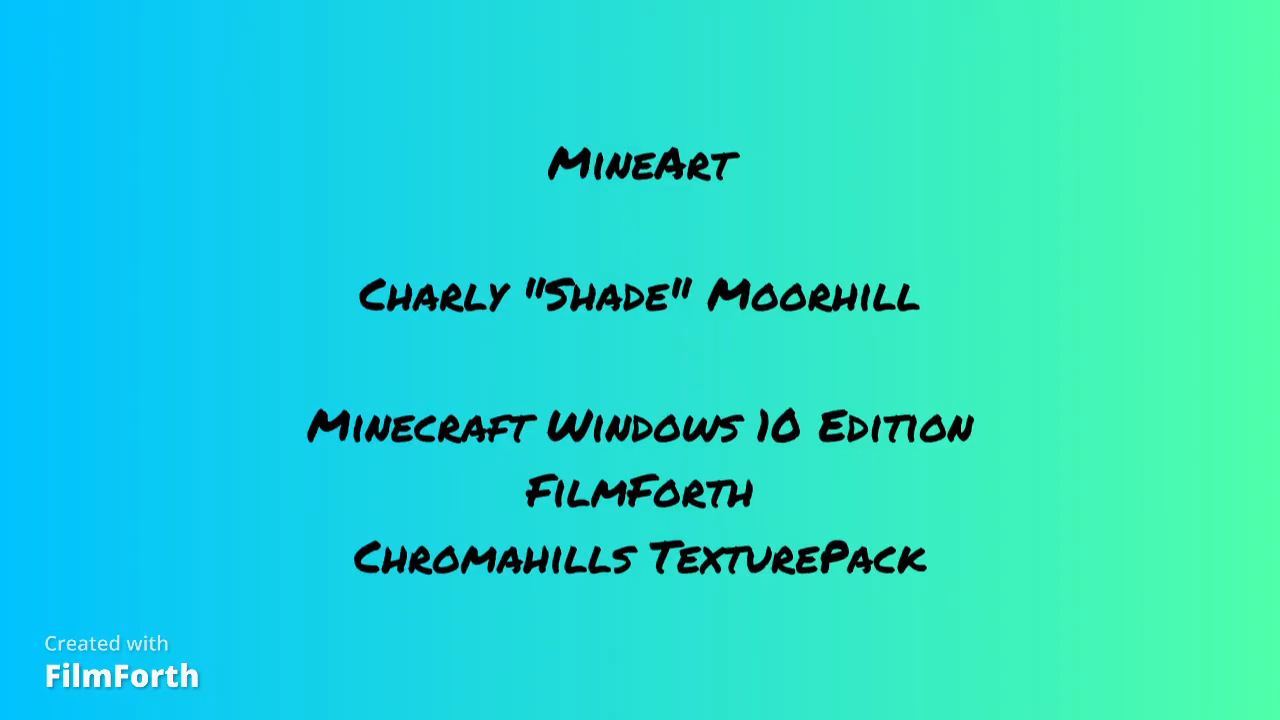 MineArt
Charly "Shade" Moorhill
Minecraft Windows 10 Edition
FilmForth
Chromahills TexturePack
Created with
FilmForth